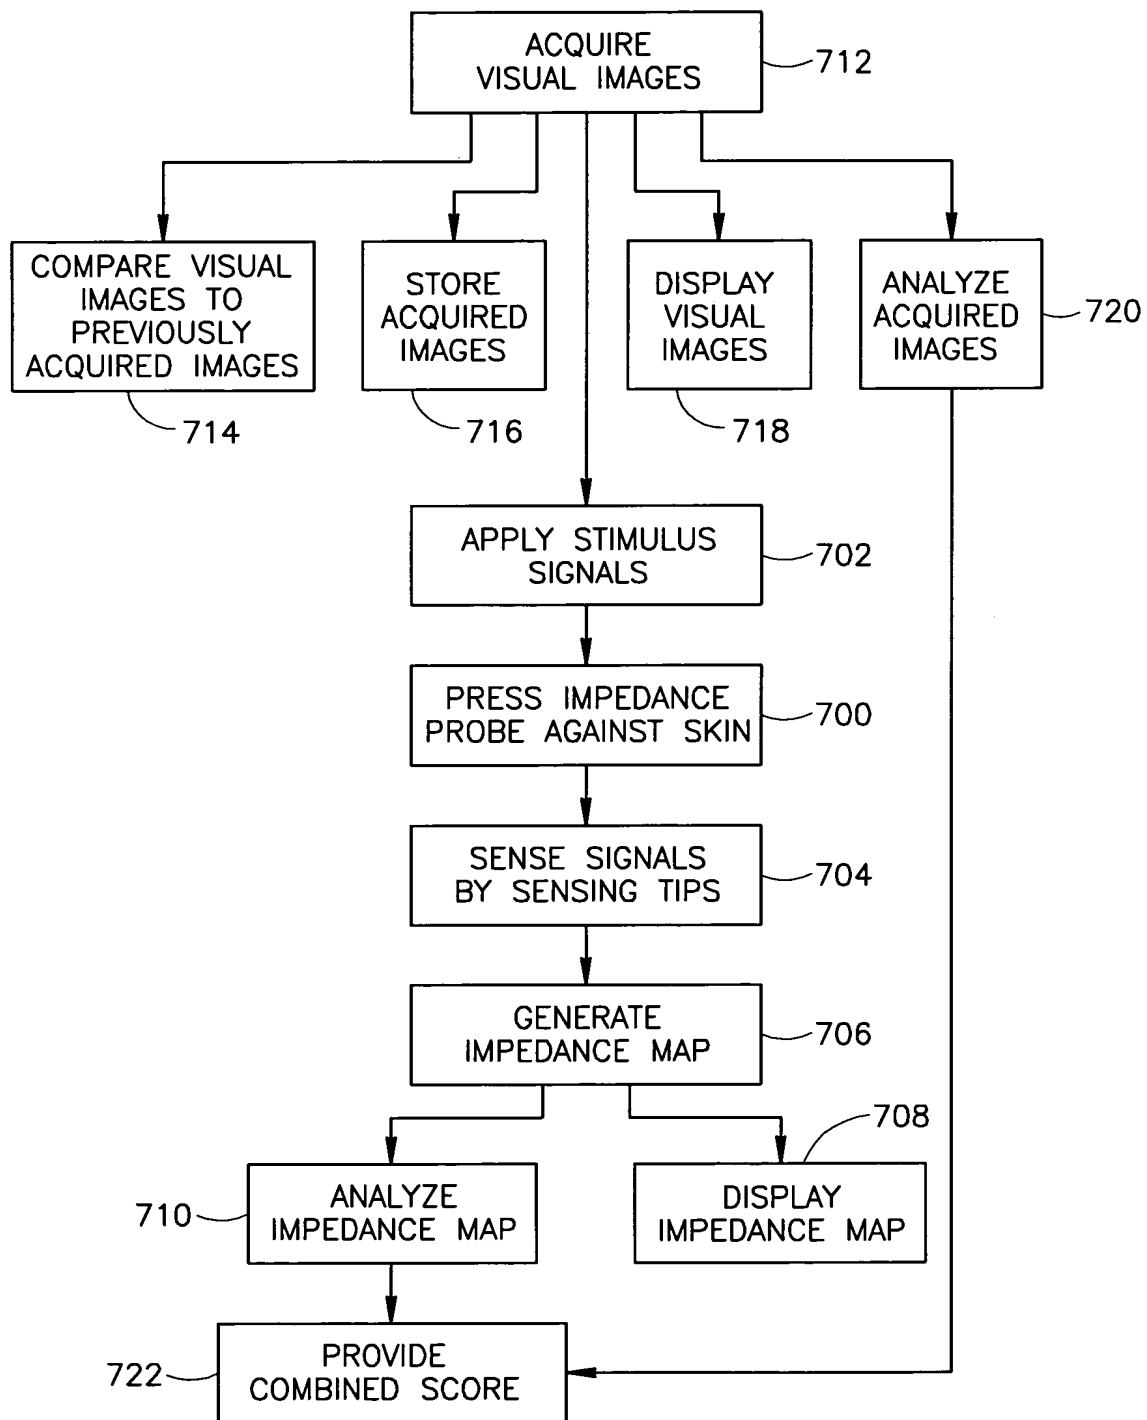 ACQUIRE
VISUAL IMAGES
712
COMPARE VISUAL
IMAGES TO
PREVIOUSLY
ACQUIRED IMAGES
714
STORE
ACQUIRED
IMAGES
716
DISPLAY
VISUAL
IMAGES
718
ANALYZE
ACQUIRED
IMAGES
720
APPLY STIMULUS
SIGNALS
702
PRESS IMPEDANCE
PROBE AGAINST SKIN
700
SENSE SIGNALS
BY SENSING TIPS
704
GENERATE
IMPEDANCE MAP
706
ANALYZE
IMPEDANCE MAP
710
DISPLAY
IMPEDANCE MAP
708
PROVIDE
COMBINED SCORE
722